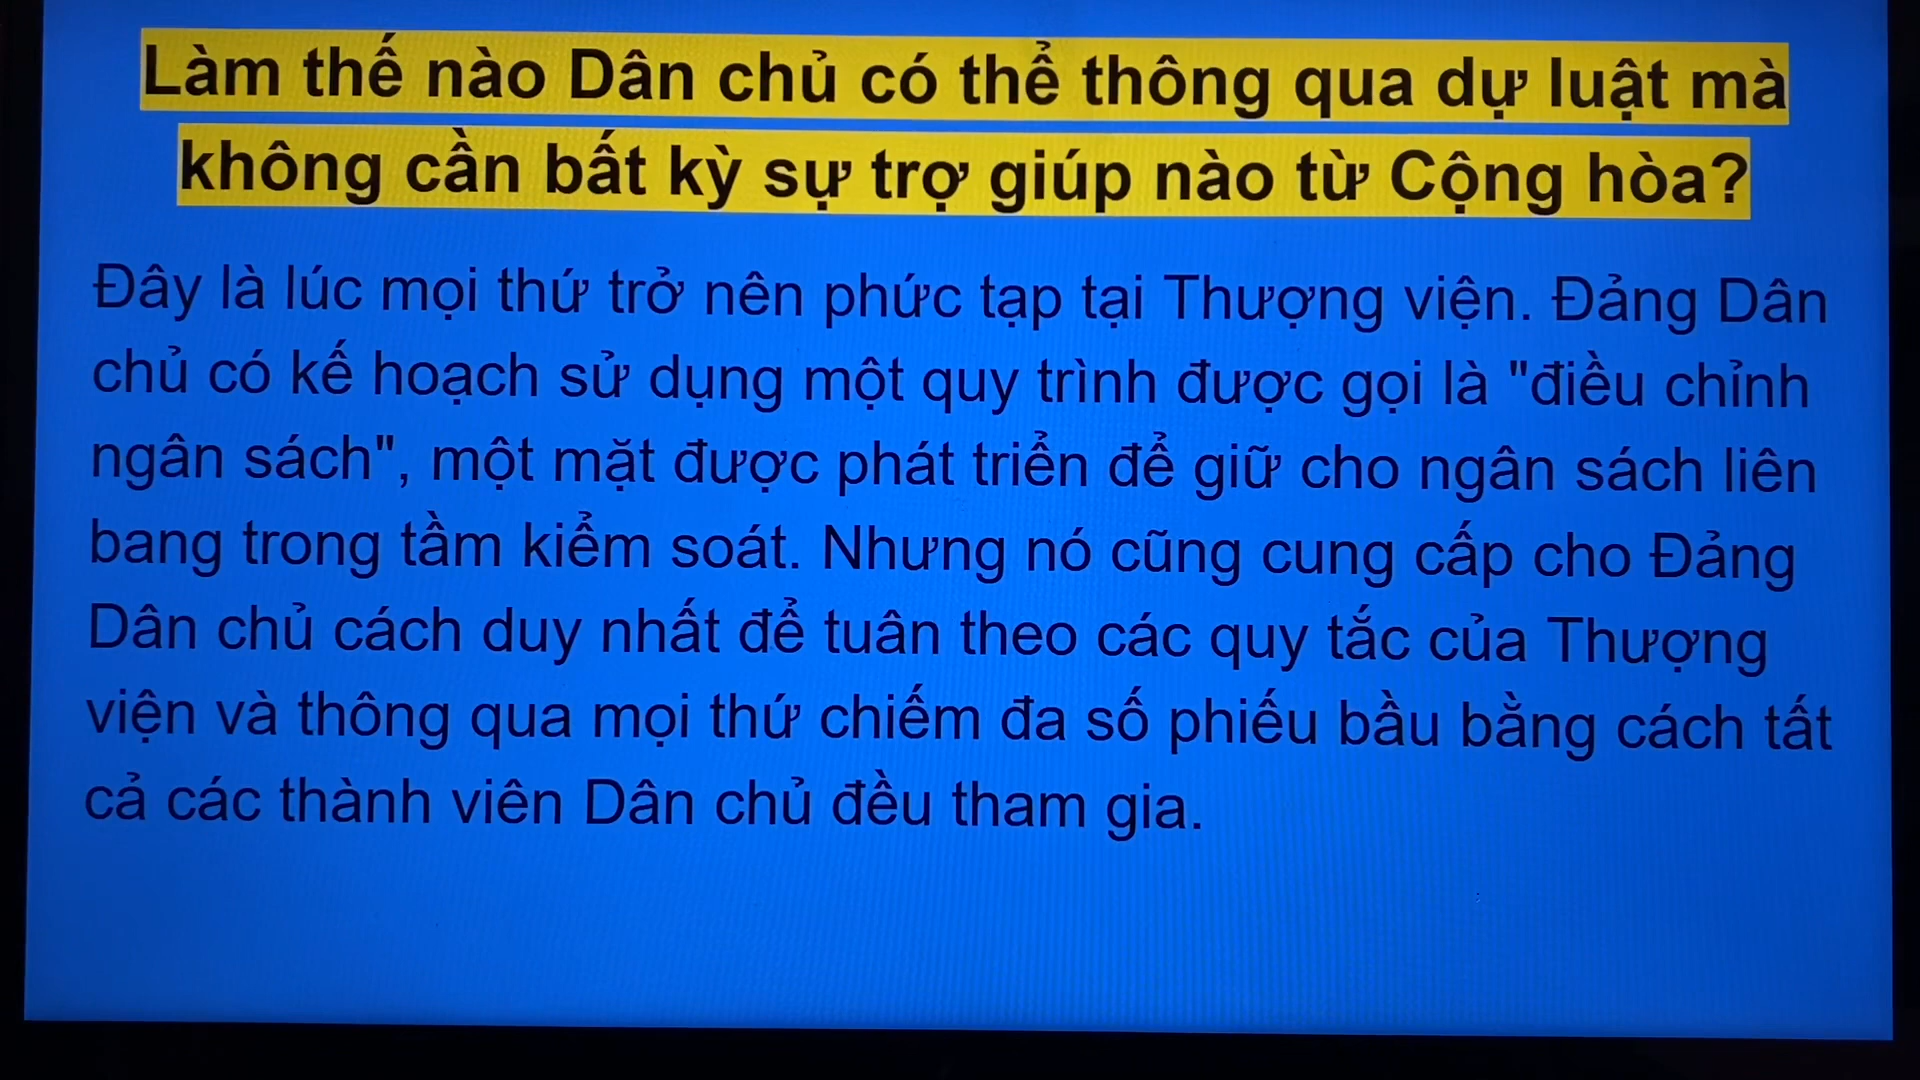 Làm thế nào Dân chủ có thể thông qua dự luật mà
không cần bất kỳ sự trợ giúp nào từ Cộng hòa?
Đây là lúc mọi thứ trở nên phức tạp tại Thượng viện. Đảng Dân
chủ có kế hoạch sử dụng một quy trình được gọi là "điều chỉnh
ngân sách", một mặt được phát triển để giữ cho ngân sách liên
bang trong tầm kiểm soát. Nhưng nó cũng cung cấp cho Đảng
Dân chủ cách duy nhất để tuân theo các quy tắc của Thượng
viện và thông qua mọi thứ chiếm đa số phiếu bầu bằng cách tất
cả các thành viên Dân chủ đều tham gia.